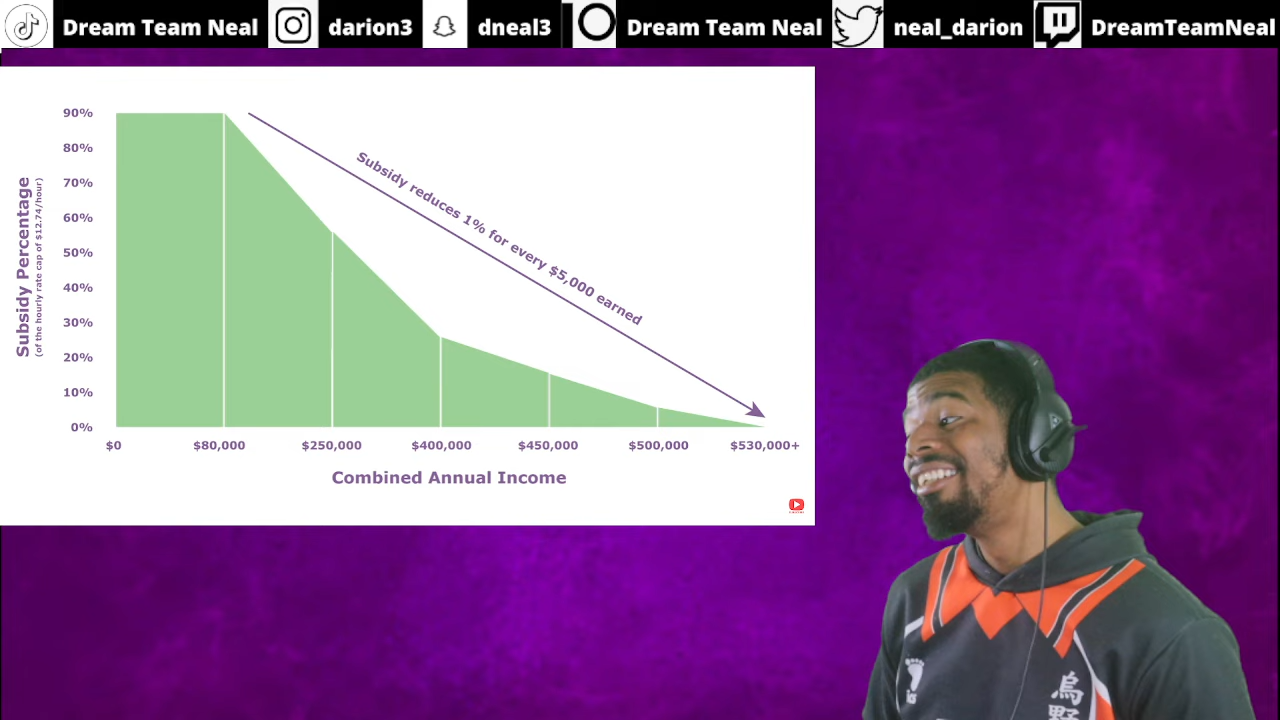 Dream Team Neal darion3 dneal3 Dream Team Neal neal_darion DreamTeamNeal
90%
80%
70%
60%
50%
40%
30%
20%
10%
0%
Subsidy Percentage
(of the hourly rate cap of $12.74/hour)
Subsidy reduces 1% for every $5,000 earned
$0 $80,000 $250,000 $400,000 $450,000 $500,000 $530,000+
Combined Annual Income
烏
野